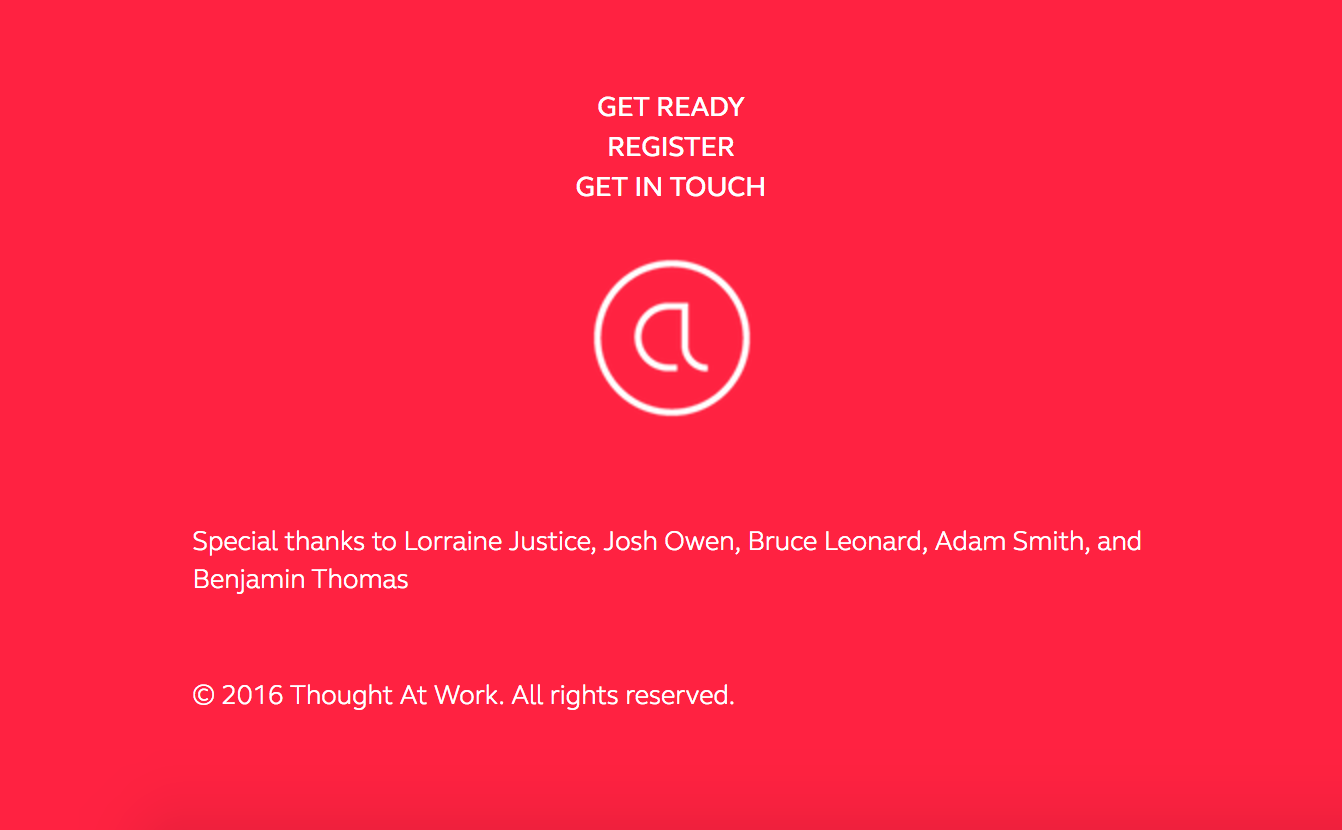 GET READY
REGISTER
GET IN TOUCH
a
Special thanks to Lorraine Justice, Josh Owen, Bruce Leonard, Adam Smith, and
Benjamin Thomas
© 2016 Thought At Work. All rights reserved.